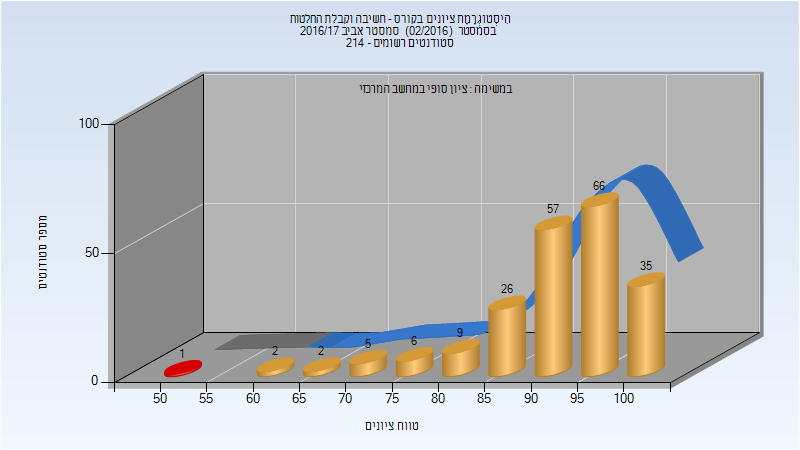 היסטוגרמת ציונים בקורס - חשיבה וקבלת החלטות
בסמסטר (02/2016) סמסטר אביב 2016/17
סטודנטים רשומים - 214
במשימה : ציון סופי במחשב המרכזי
מספר סטודנטים
100
50
0
1
2
2
5
6
9
26
57
66
35
50 55 60 65 70 75 80 85 90 95 100
טווח ציונים